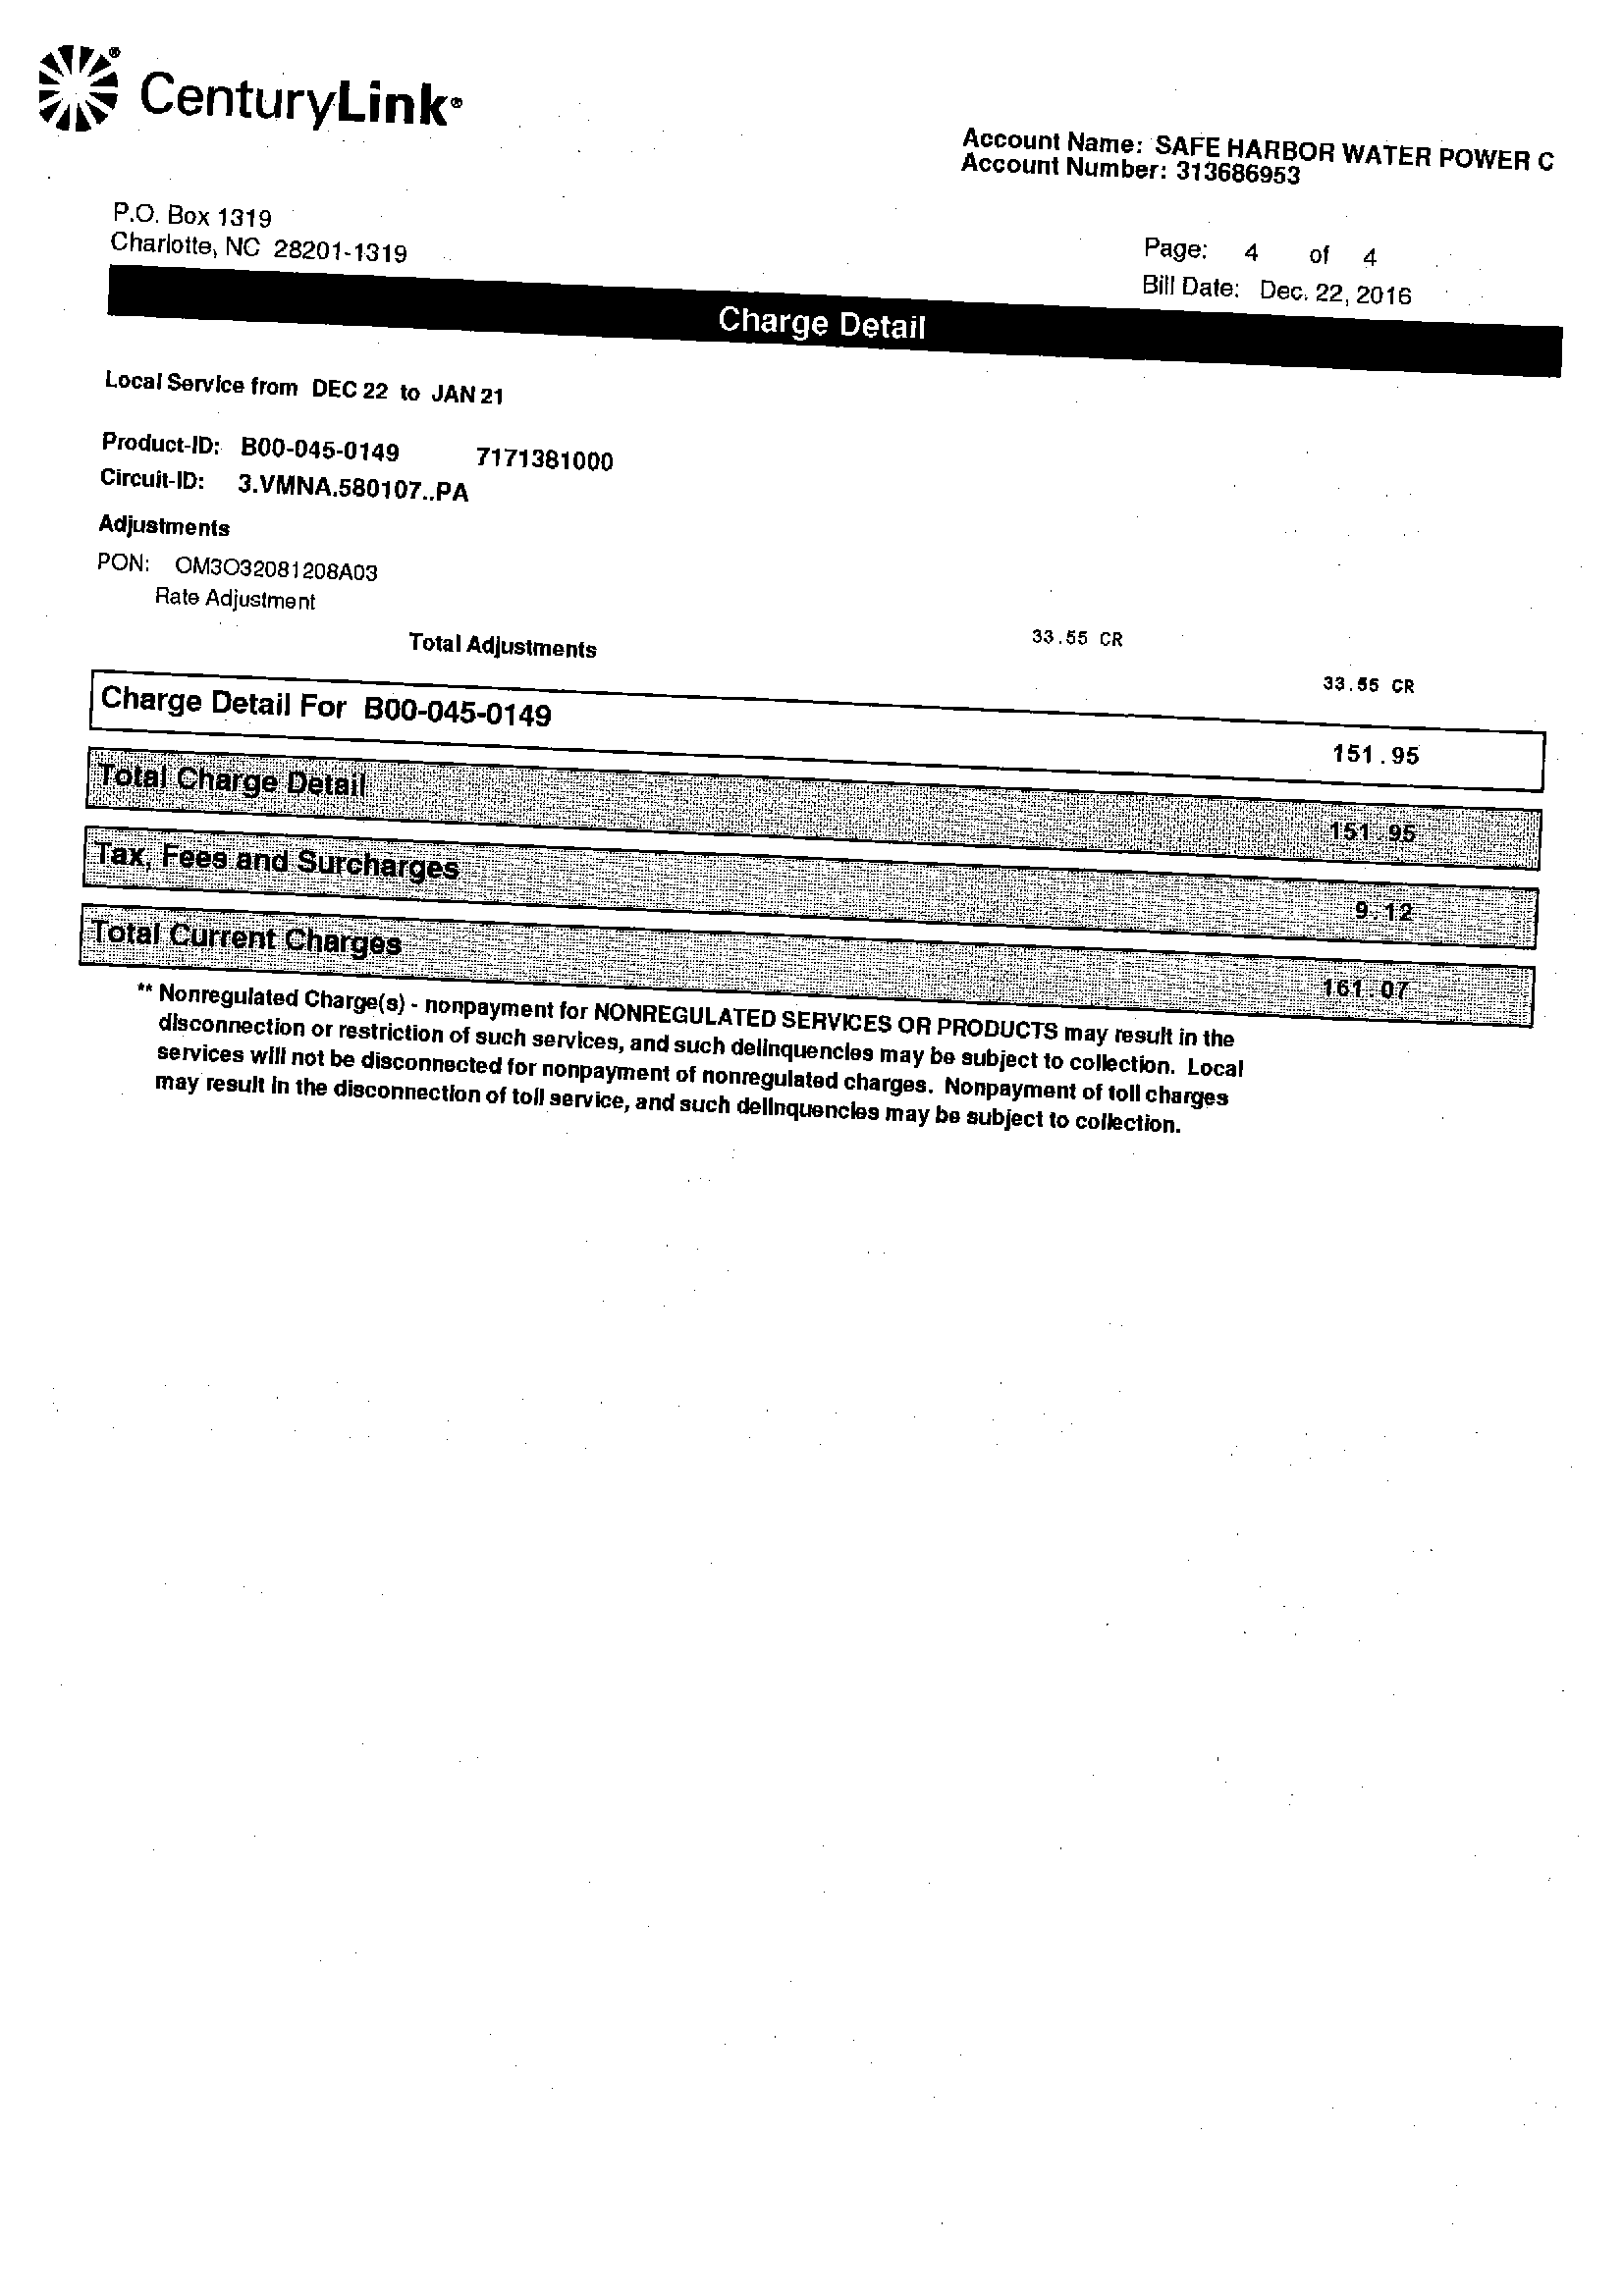 CenturyLink®
Account Name: SAFE HARBOR WATER POWER C
Account Number: 313686953
P.O. Box 1319
Charlotte, NC 28201-1319
Page: 4 of 4
Bill Date: Dec. 22, 2016
Charge Detail
Local Service from DEC 22 to JAN 21
Product-ID: B00-045-0149 7171381000
Circuit-ID: 3.VMNA.580107..PA
Adjustments
PON: OM3O32081208A03
Rate Adjustment 33.55 CR
Total Adjustments 33.55 CR
Charge Detail For B00-045-0149 151.95
Total Charge Detail 151.95
Tax, Fees and Surcharges 9.12
Total Current Charges 161.07
** Nonregulated Charge(s) - nonpayment for NONREGULATED SERVICES OR PRODUCTS may result in the
disconnection or restriction of such services, and such delinquencies may be subject to collection. Local
services will not be disconnected for nonpayment of nonregulated charges. Nonpayment of toll charges
may result in the disconnection of toll service, and such delinquencies may be subject to collection.